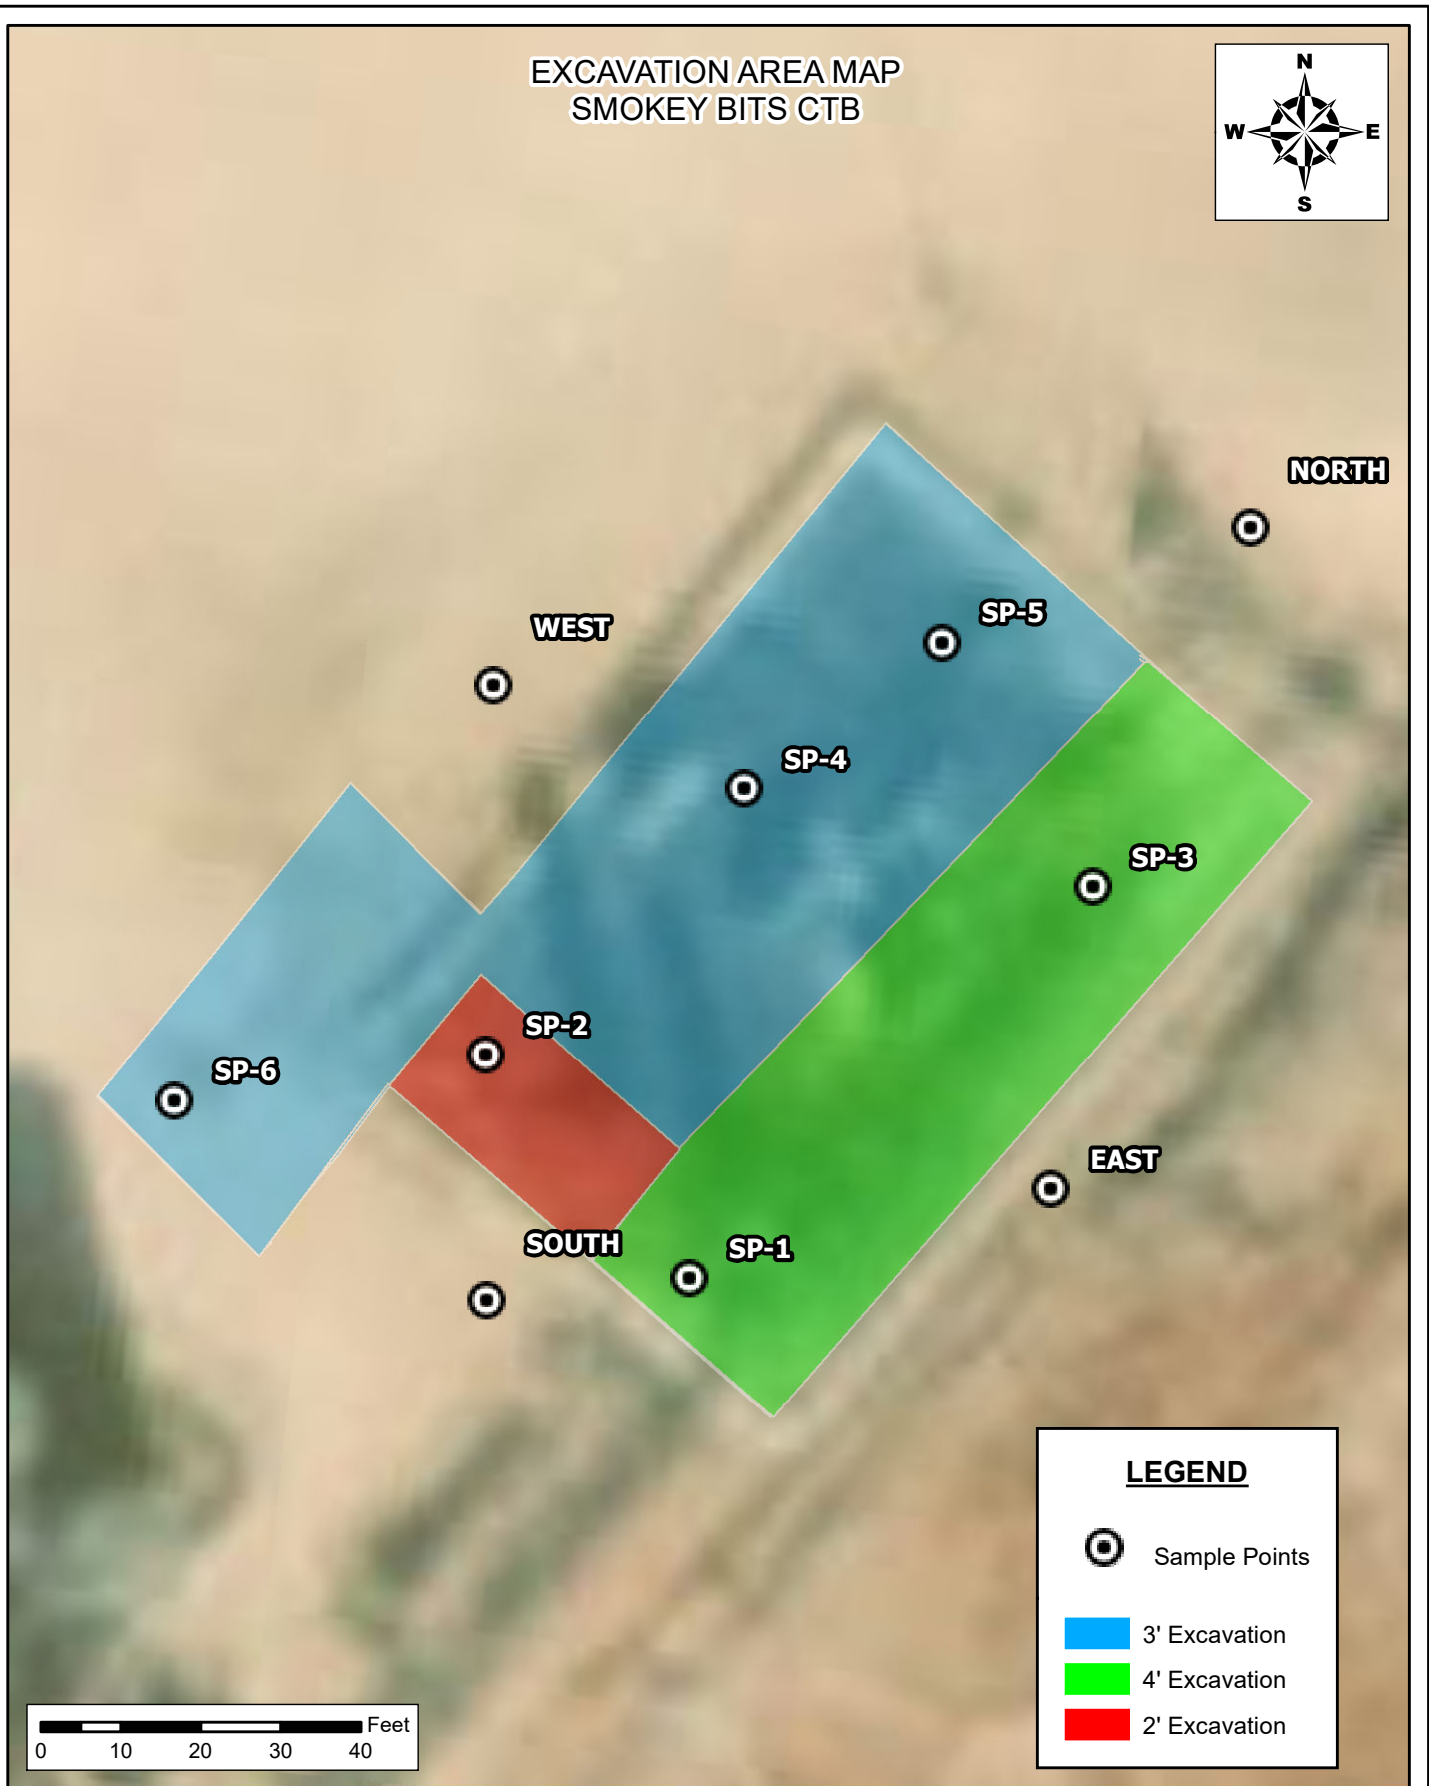 EXCAVATION AREA MAP
SMOKEY BITS CTB
N
W E
S
NORTH
SP-5
WEST
SP-4
SP-3
SP-2
SP-6
EAST
SOUTH
SP-1
LEGEND
Sample Points
3' Excavation
4' Excavation
2' Excavation
Feet
0 10 20 30 40